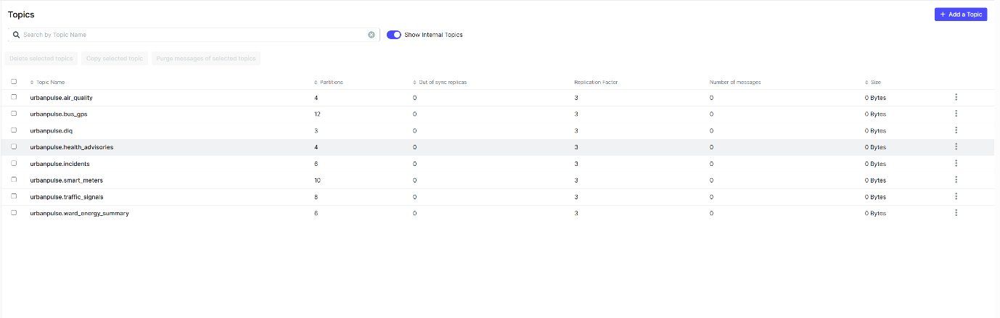 Topics
+ Add a Topic
Search by Topic Name
Show Internal Topics
Delete selected topics Copy selected topic Purge messages of selected topics
Topic Name Partitions Out of sync replicas Replication Factor Number of messages Size
urbanpulse.air_quality 4 0 3 0 0 Bytes
urbanpulse.bus_gps 12 0 3 0 0 Bytes
urbanpulse.dlq 3 0 3 0 0 Bytes
urbanpulse.health_advisories 4 0 3 0 0 Bytes
urbanpulse.incidents 6 0 3 0 0 Bytes
urbanpulse.smart_meters 10 0 3 0 0 Bytes
urbanpulse.traffic_signals 8 0 3 0 0 Bytes
urbanpulse.ward_energy_summary 6 0 3 0 0 Bytes